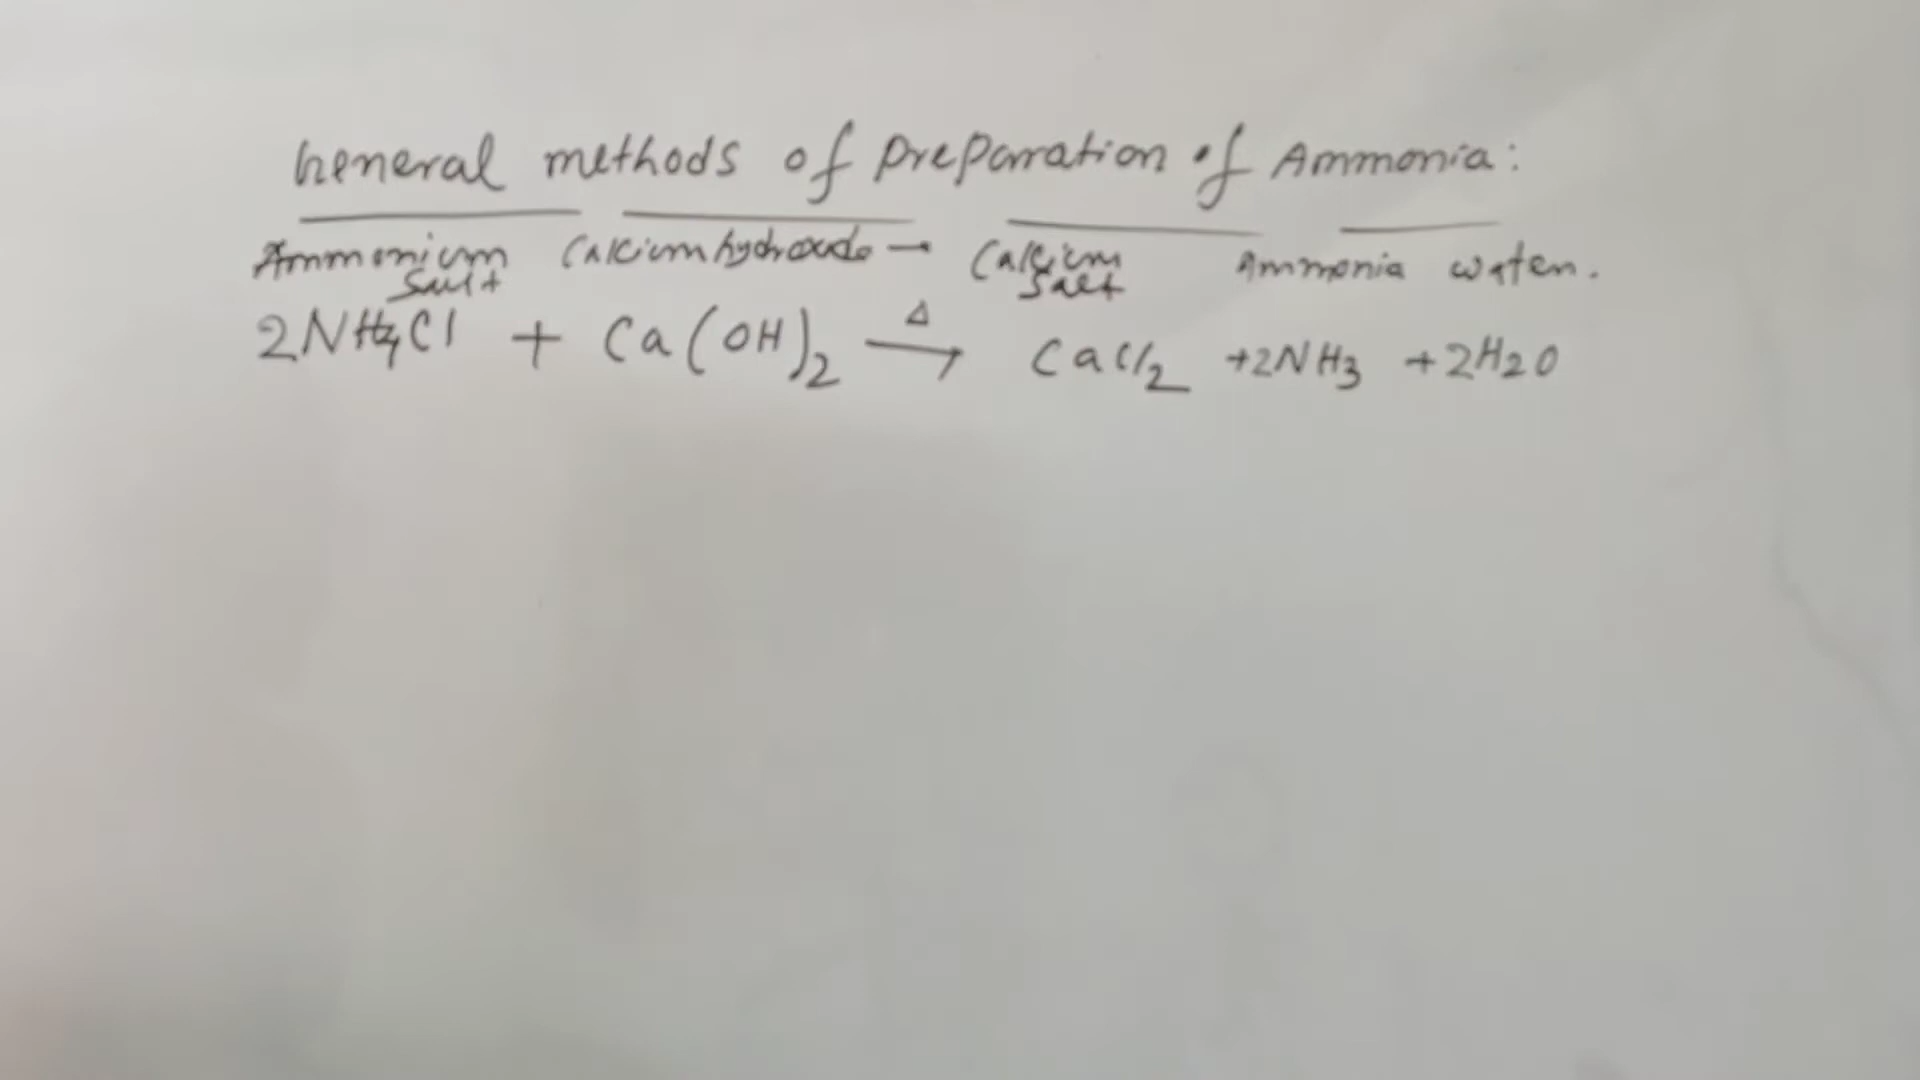 General methods of preparation of Ammonia:
Ammonium Salt Calcium hydroxide → Calcium Salt Ammonia water.
2NH4Cl + Ca(OH)2 →Δ CaCl2 +2NH3 +2H2O